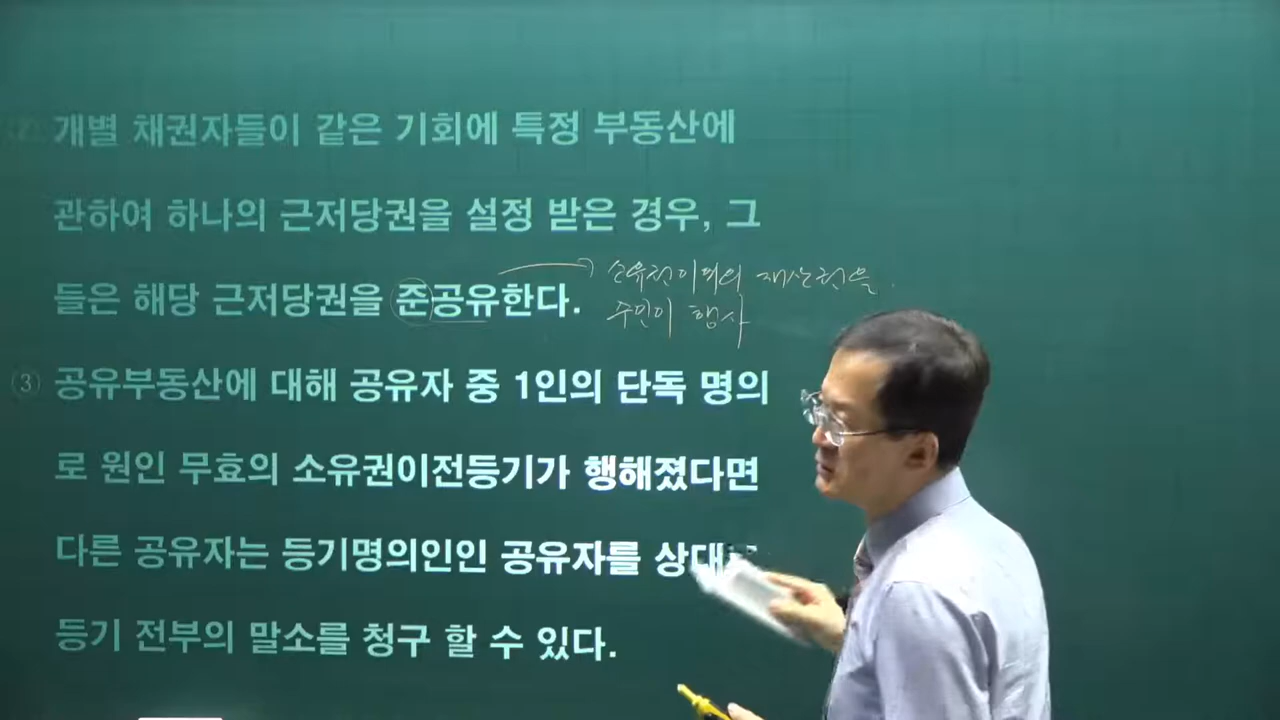 개별 채권자들이 같은 기회에 특정 부동산에
관하여 하나의 근저당권을 설정 받은 경우, 그
들은 해당 근저당권을 준공유한다.
소유권이외의 재산권을
수인이 행사
③ 공유부동산에 대해 공유자 중 1인의 단독 명의
로 원인 무효의 소유권이전등기가 행해졌다면
다른 공유자는 등기명의인인 공유자를 상대
등기 전부의 말소를 청구 할 수 있다.